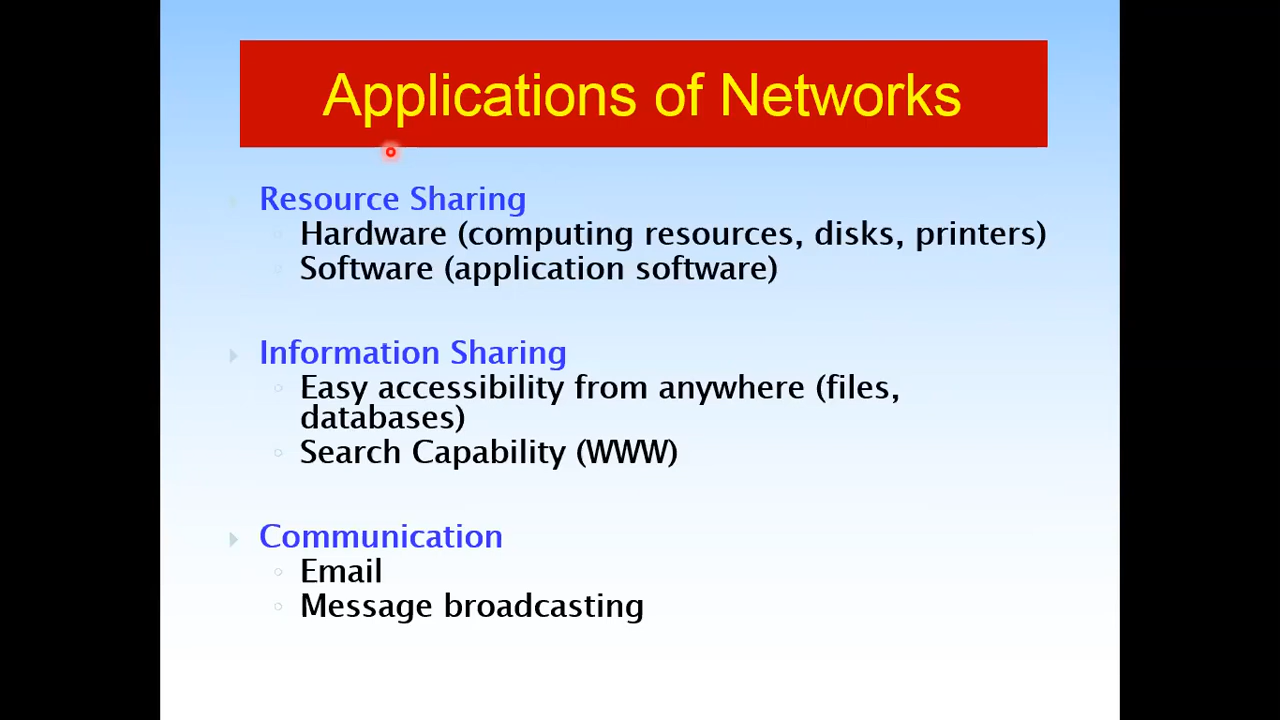 Applications of Networks
Resource Sharing
Hardware (computing resources, disks, printers)
Software (application software)
Information Sharing
Easy accessibility from anywhere (files,
databases)
Search Capability (WWW)
Communication
Email
Message broadcasting